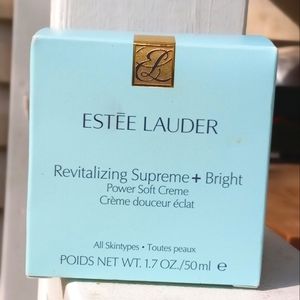 ESTĒE LAUDER
Revitalizing Supreme+ Bright
Power Soft Creme
Crème douceur éclat
All Skintypes • Toutes peaux
POIDS NET WT. 1.7 OZ./50ml ℮